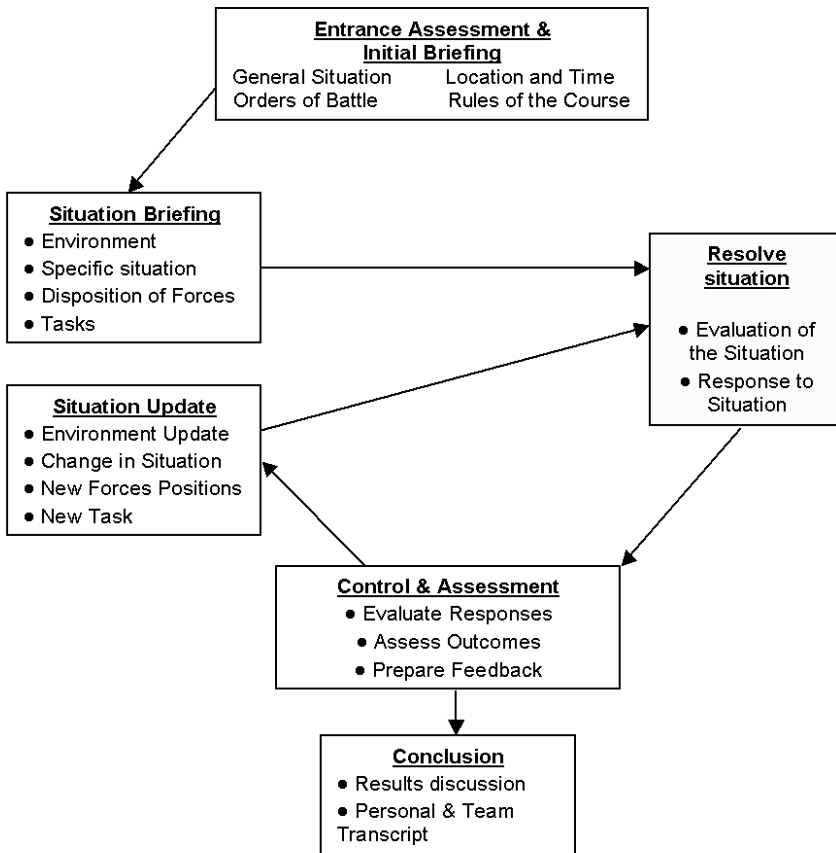 Entrance Assessment &
Initial Briefing
General Situation Location and Time
Orders of Battle Rules of the Course
Situation Briefing
● Environment
● Specific situation
● Disposition of Forces
● Tasks
Resolve
situation
● Evaluation of
the Situation
● Response to
Situation
Situation Update
● Environment Update
● Change in Situation
● New Forces Positions
● New Task
Control & Assessment
● Evaluate Responses
● Assess Outcomes
● Prepare Feedback
Conclusion
● Results discussion
● Personal & Team
Transcript